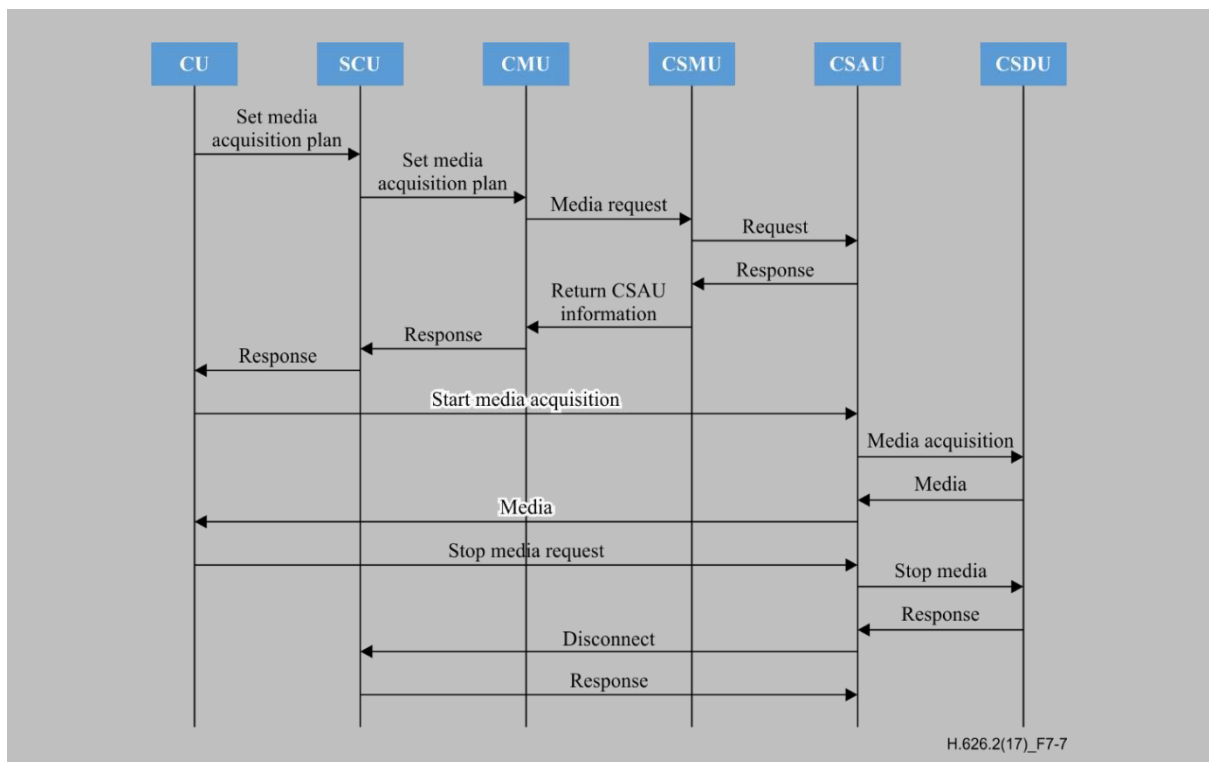 CU
SCU
CMU
CSMU
CSAU
CSDU
Set media
acquisition plan
Set media
acquisition plan
Media request
Request
Response
Return CSAU
information
Response
Response
Start media acquisition
Media acquisition
Media
Media
Stop media request
Stop media
Response
Disconnect
Response
H.626.2(17)_F7-7